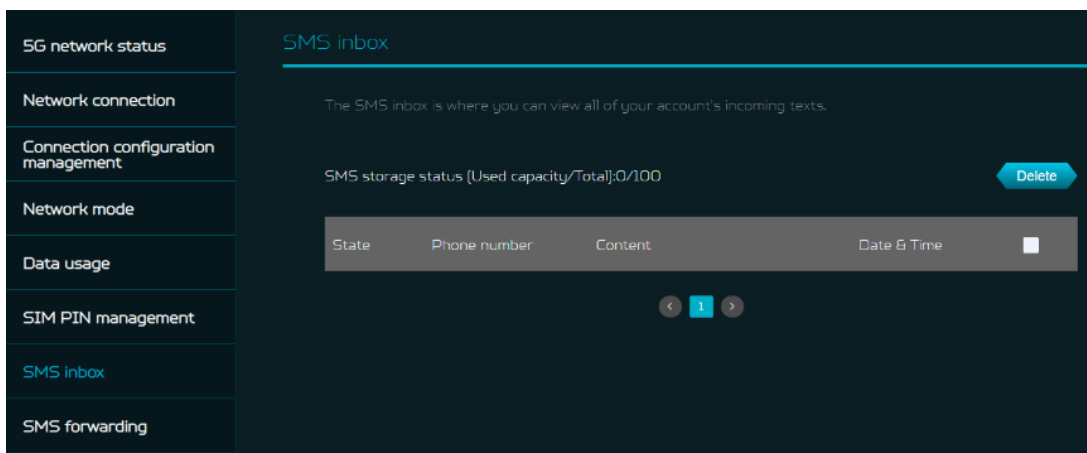 5G network status
Network connection
Connection configuration
management
Network mode
Data usage
SIM PIN management
SMS inbox
SMS forwarding
SMS inbox
The SMS inbox is where you can view all of your account's incoming texts.
SMS storage status (Used capacity/Total):0/100
Delete
State Phone number Content Date & Time
< 1 >